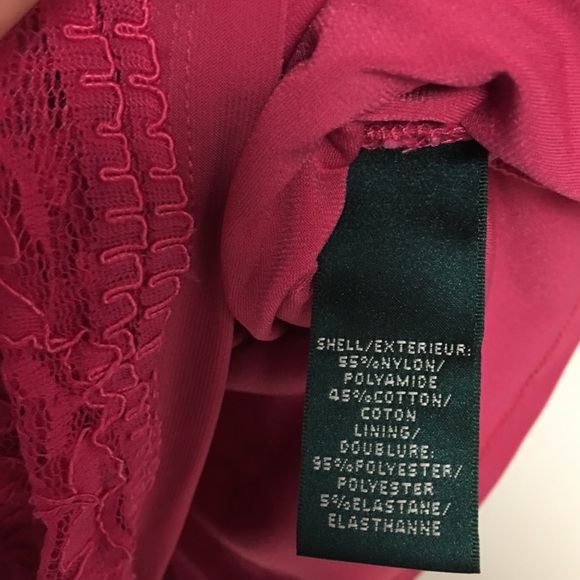 SHELL/EXTERIEUR:
55%NYLON/
POLYAMIDE
45%COTTON/
COTON
LINING/
DOUBLURE:
95%POLYESTER/
POLYESTER
5%ELASTANE/
ELASTHANNE